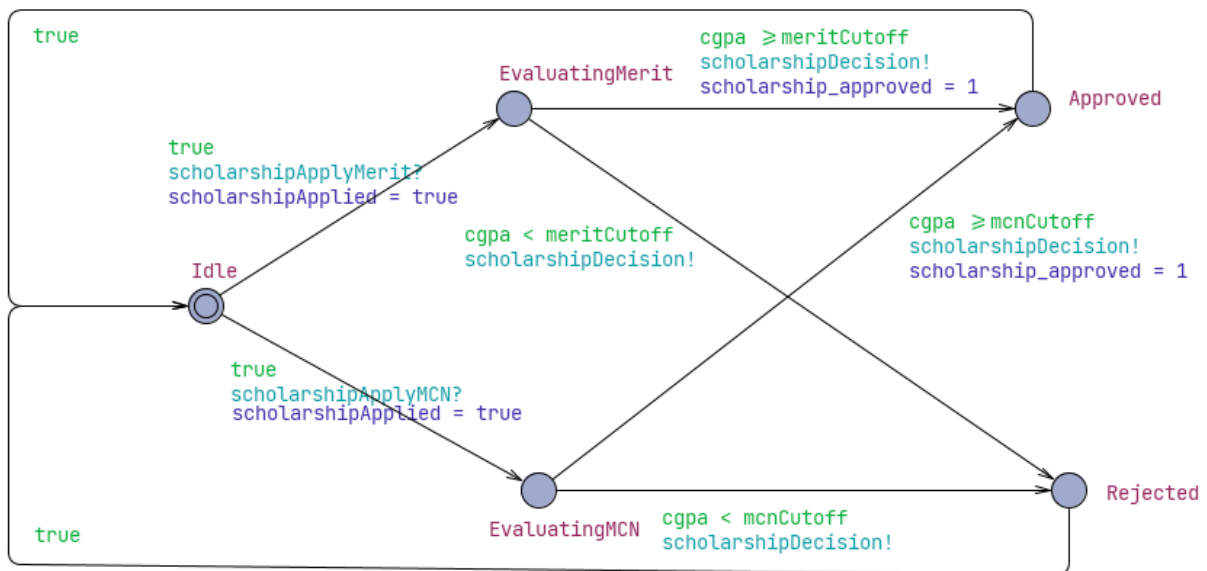 true
cgpa ≥ meritCutoff
scholarshipDecision!
scholarship_approved = 1
EvaluatingMerit
Approved
true
scholarshipApplyMerit?
scholarshipApplied = true
cgpa < meritCutoff
scholarshipDecision!
cgpa ≥ mcnCutoff
scholarshipDecision!
scholarship_approved = 1
Idle
true
scholarshipApplyMCN?
scholarshipApplied = true
Rejected
EvaluatingMCN
cgpa < mcnCutoff
scholarshipDecision!
true